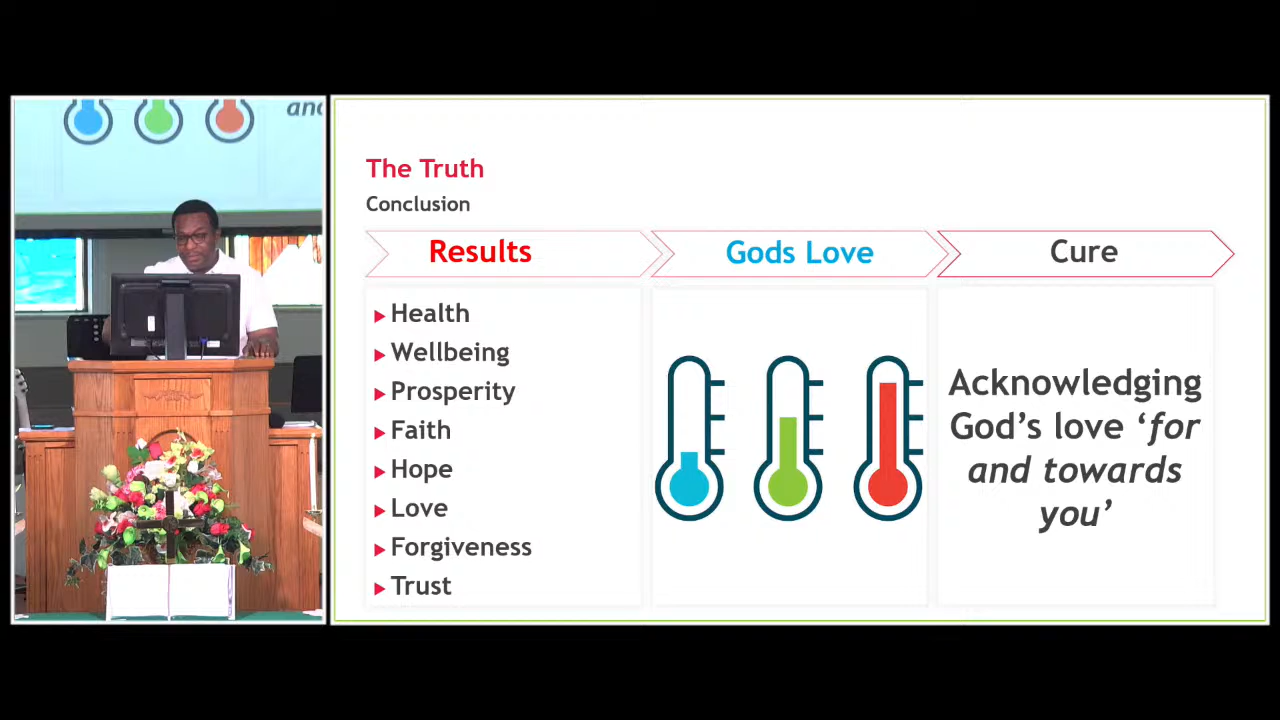 and
The Truth
Conclusion
Results
Gods Love
Cure
Health
Wellbeing
Prosperity
Faith
Hope
Love
Forgiveness
Trust
Acknowledging
God’s love ‘for
and towards
you’